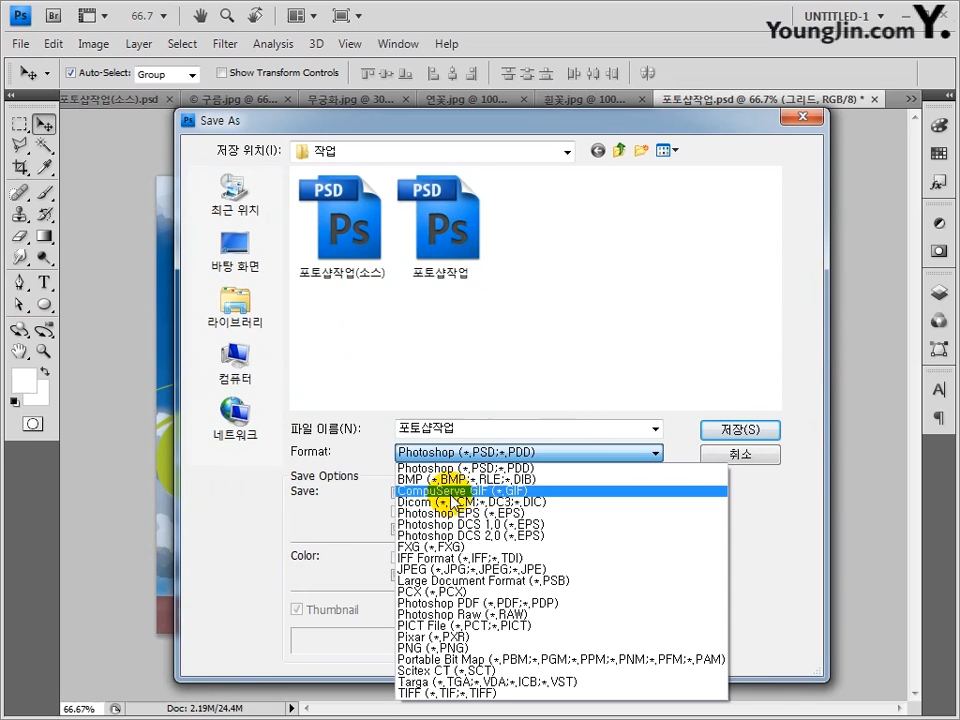 Ps Br 66.7 UNTITLED-1
YoungJin.com Y.
File Edit Image Layer Select Filter Analysis 3D View Window Help
Auto-Select: Group Show Transform Controls
포토샵작업(소스).psd × © 구름.jpg @ 66... × 무궁화.jpg @ 30... × 연꽃.jpg @ 100... × 흰꽃.jpg @ 100... × 포토샵작업.psd @ 66.7% (그리드, RGB/8) * ×
Ps Save As
저장 위치(I): 작업
최근 위치
바탕 화면
라이브러리
컴퓨터
네트워크
PSD PSD
Ps Ps
포토샵작업(소스) 포토샵작업
파일 이름(N): 포토샵작업 저장(S)
Format: Photoshop (*.PSD;*.PDD) 취소
Save Options
Save:
Color:
Thumbnail
Photoshop (*.PSD;*.PDD)
BMP (*.BMP;*.RLE;*.DIB)
CompuServe GIF (*.GIF)
Dicom (*.DCM;*.DC3;*.DIC)
Photoshop EPS (*.EPS)
Photoshop DCS 1.0 (*.EPS)
Photoshop DCS 2.0 (*.EPS)
FXG (*.FXG)
IFF Format (*.IFF;*.TDI)
JPEG (*.JPG;*.JPEG;*.JPE)
Large Document Format (*.PSB)
PCX (*.PCX)
Photoshop PDF (*.PDF;*.PDP)
Photoshop Raw (*.RAW)
PICT File (*.PCT;*.PICT)
Pixar (*.PXR)
PNG (*.PNG)
Portable Bit Map (*.PBM;*.PGM;*.PPM;*.PNM;*.PFM;*.PAM)
Scitex CT (*.SCT)
Targa (*.TGA;*.VDA;*.ICB;*.VST)
TIFF (*.TIF;*.TIFF)
66.67% Doc: 2.19M/24.4M